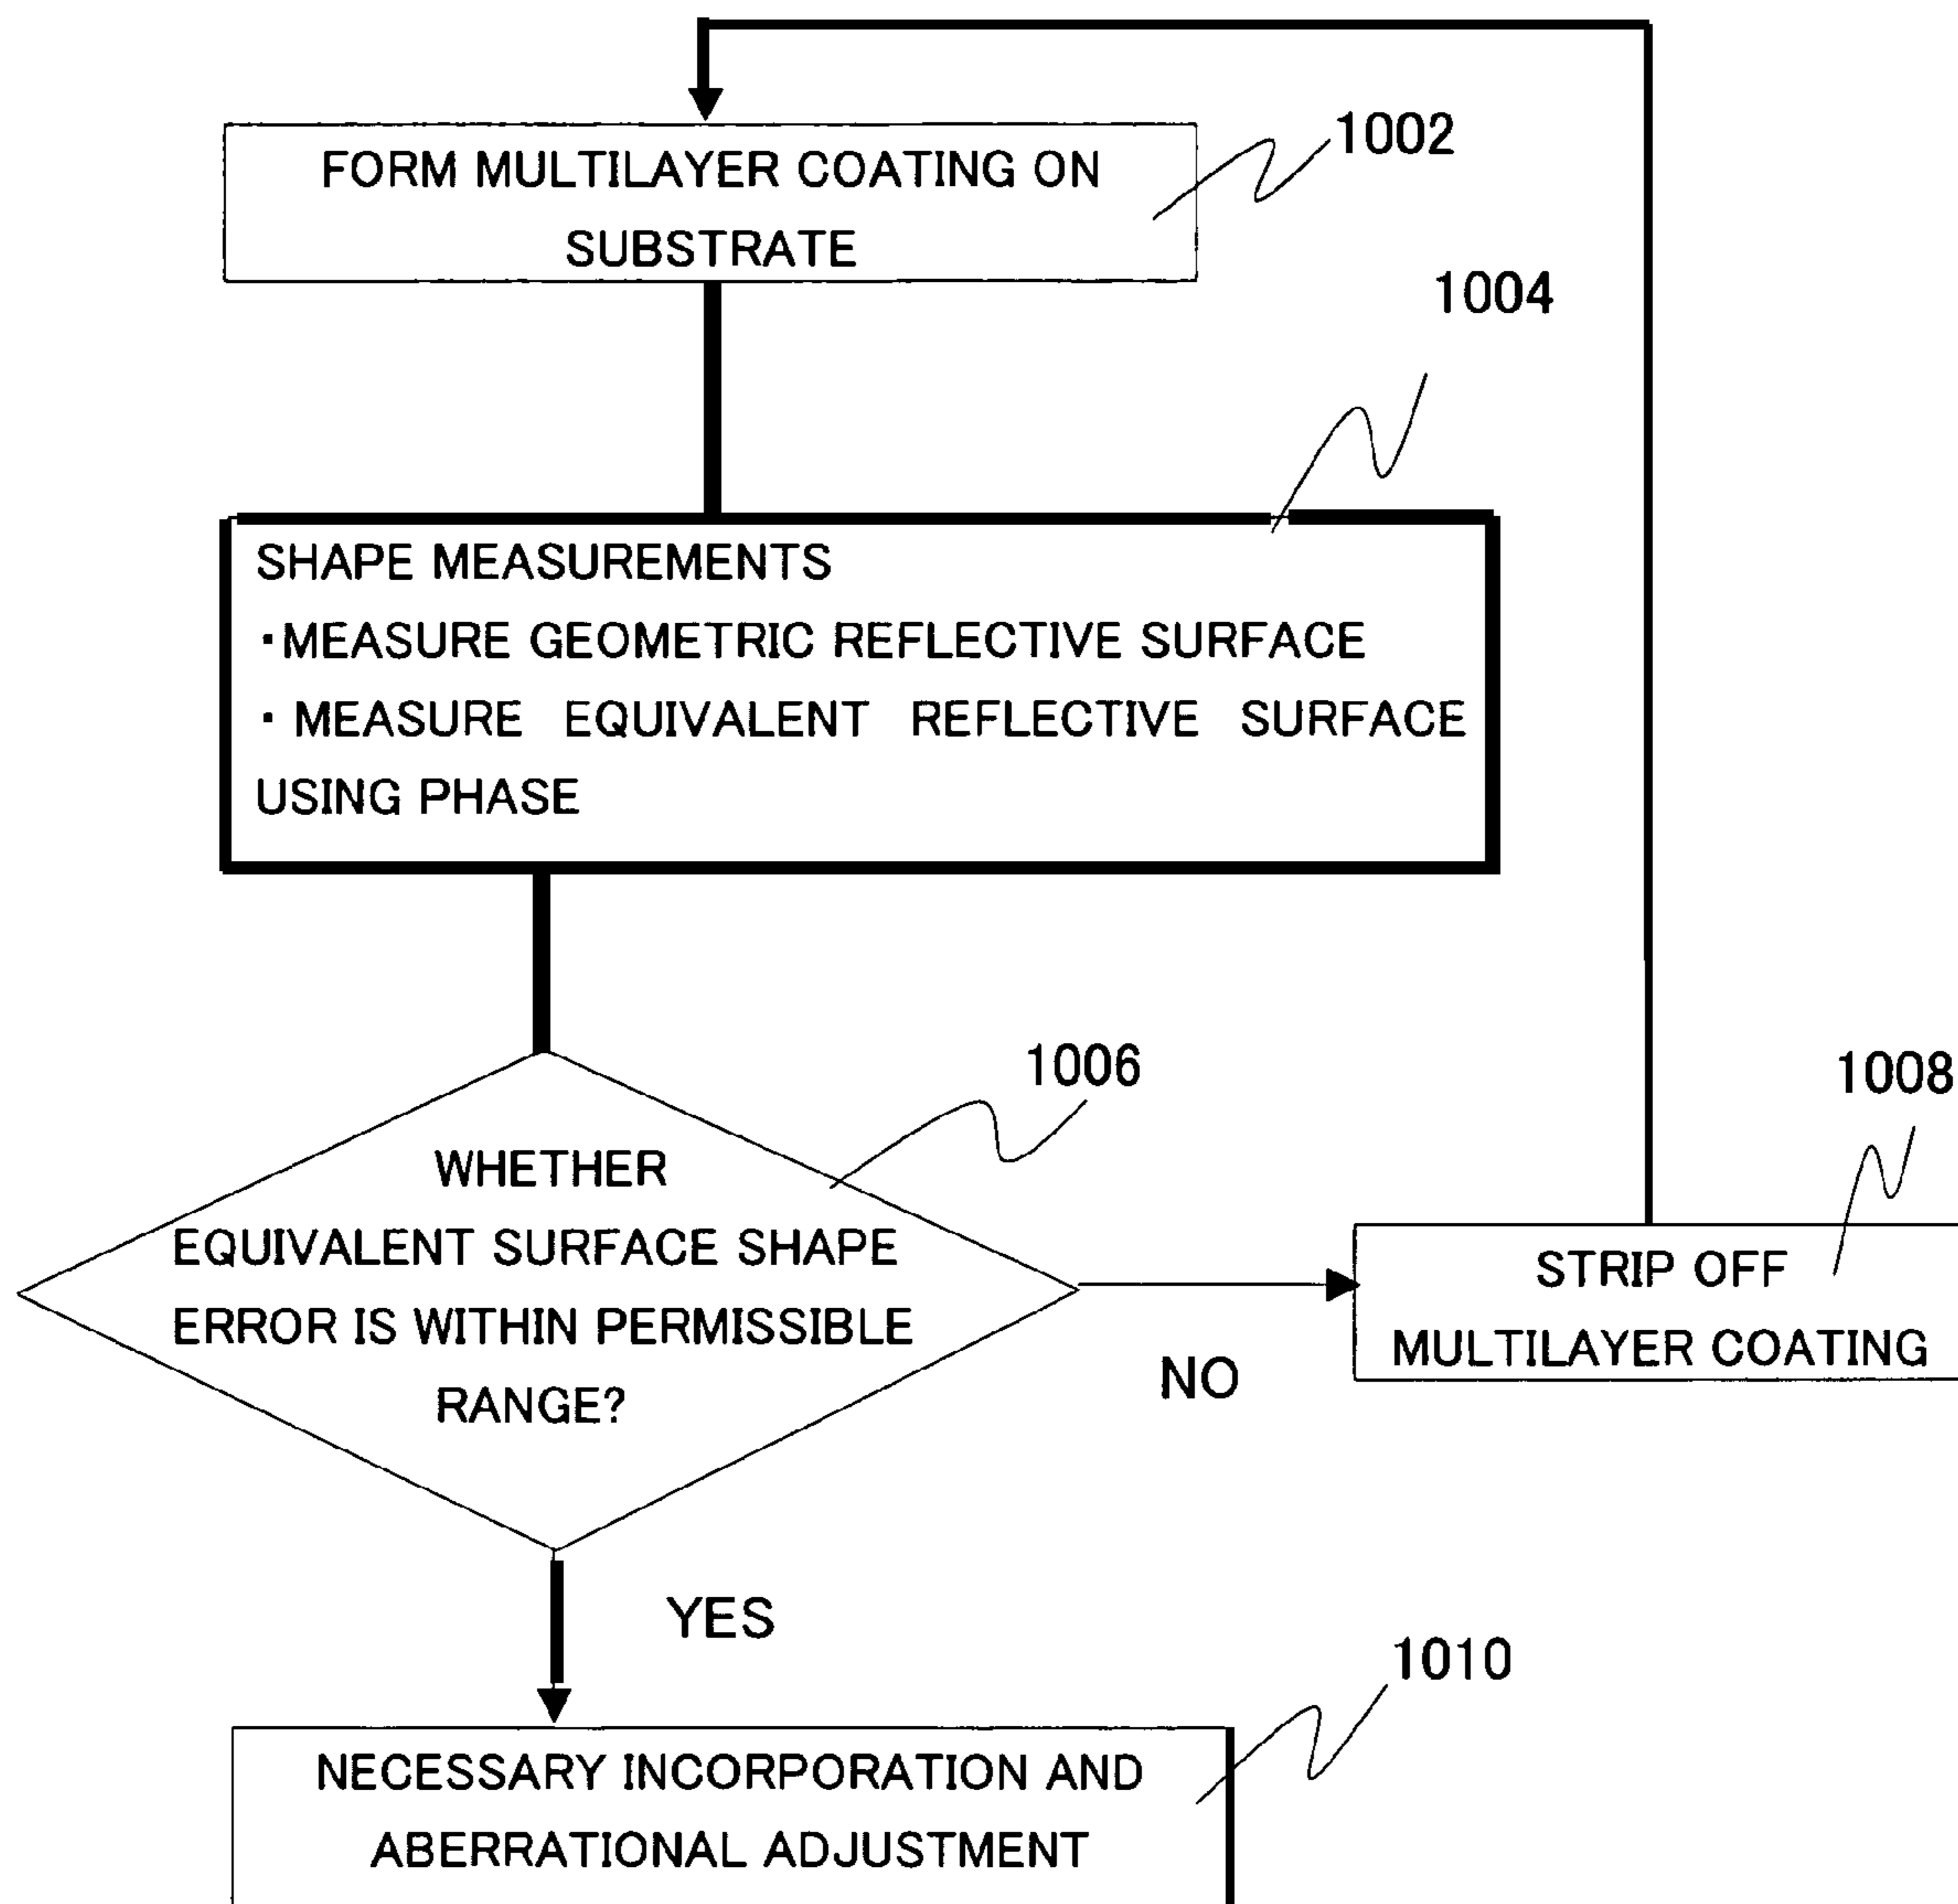 1002
FORM MULTILAYER COATING ON
SUBSTRATE
1004
SHAPE MEASUREMENTS
・MEASURE GEOMETRIC REFLECTIVE SURFACE
・ MEASURE EQUIVALENT REFLECTIVE SURFACE
USING PHASE
1006
WHETHER
EQUIVALENT SURFACE SHAPE
ERROR IS WITHIN PERMISSIBLE
RANGE?
1008
STRIP OFF
MULTILAYER COATING
NO
YES
1010
NECESSARY INCORPORATION AND
ABERRATIONAL ADJUSTMENT